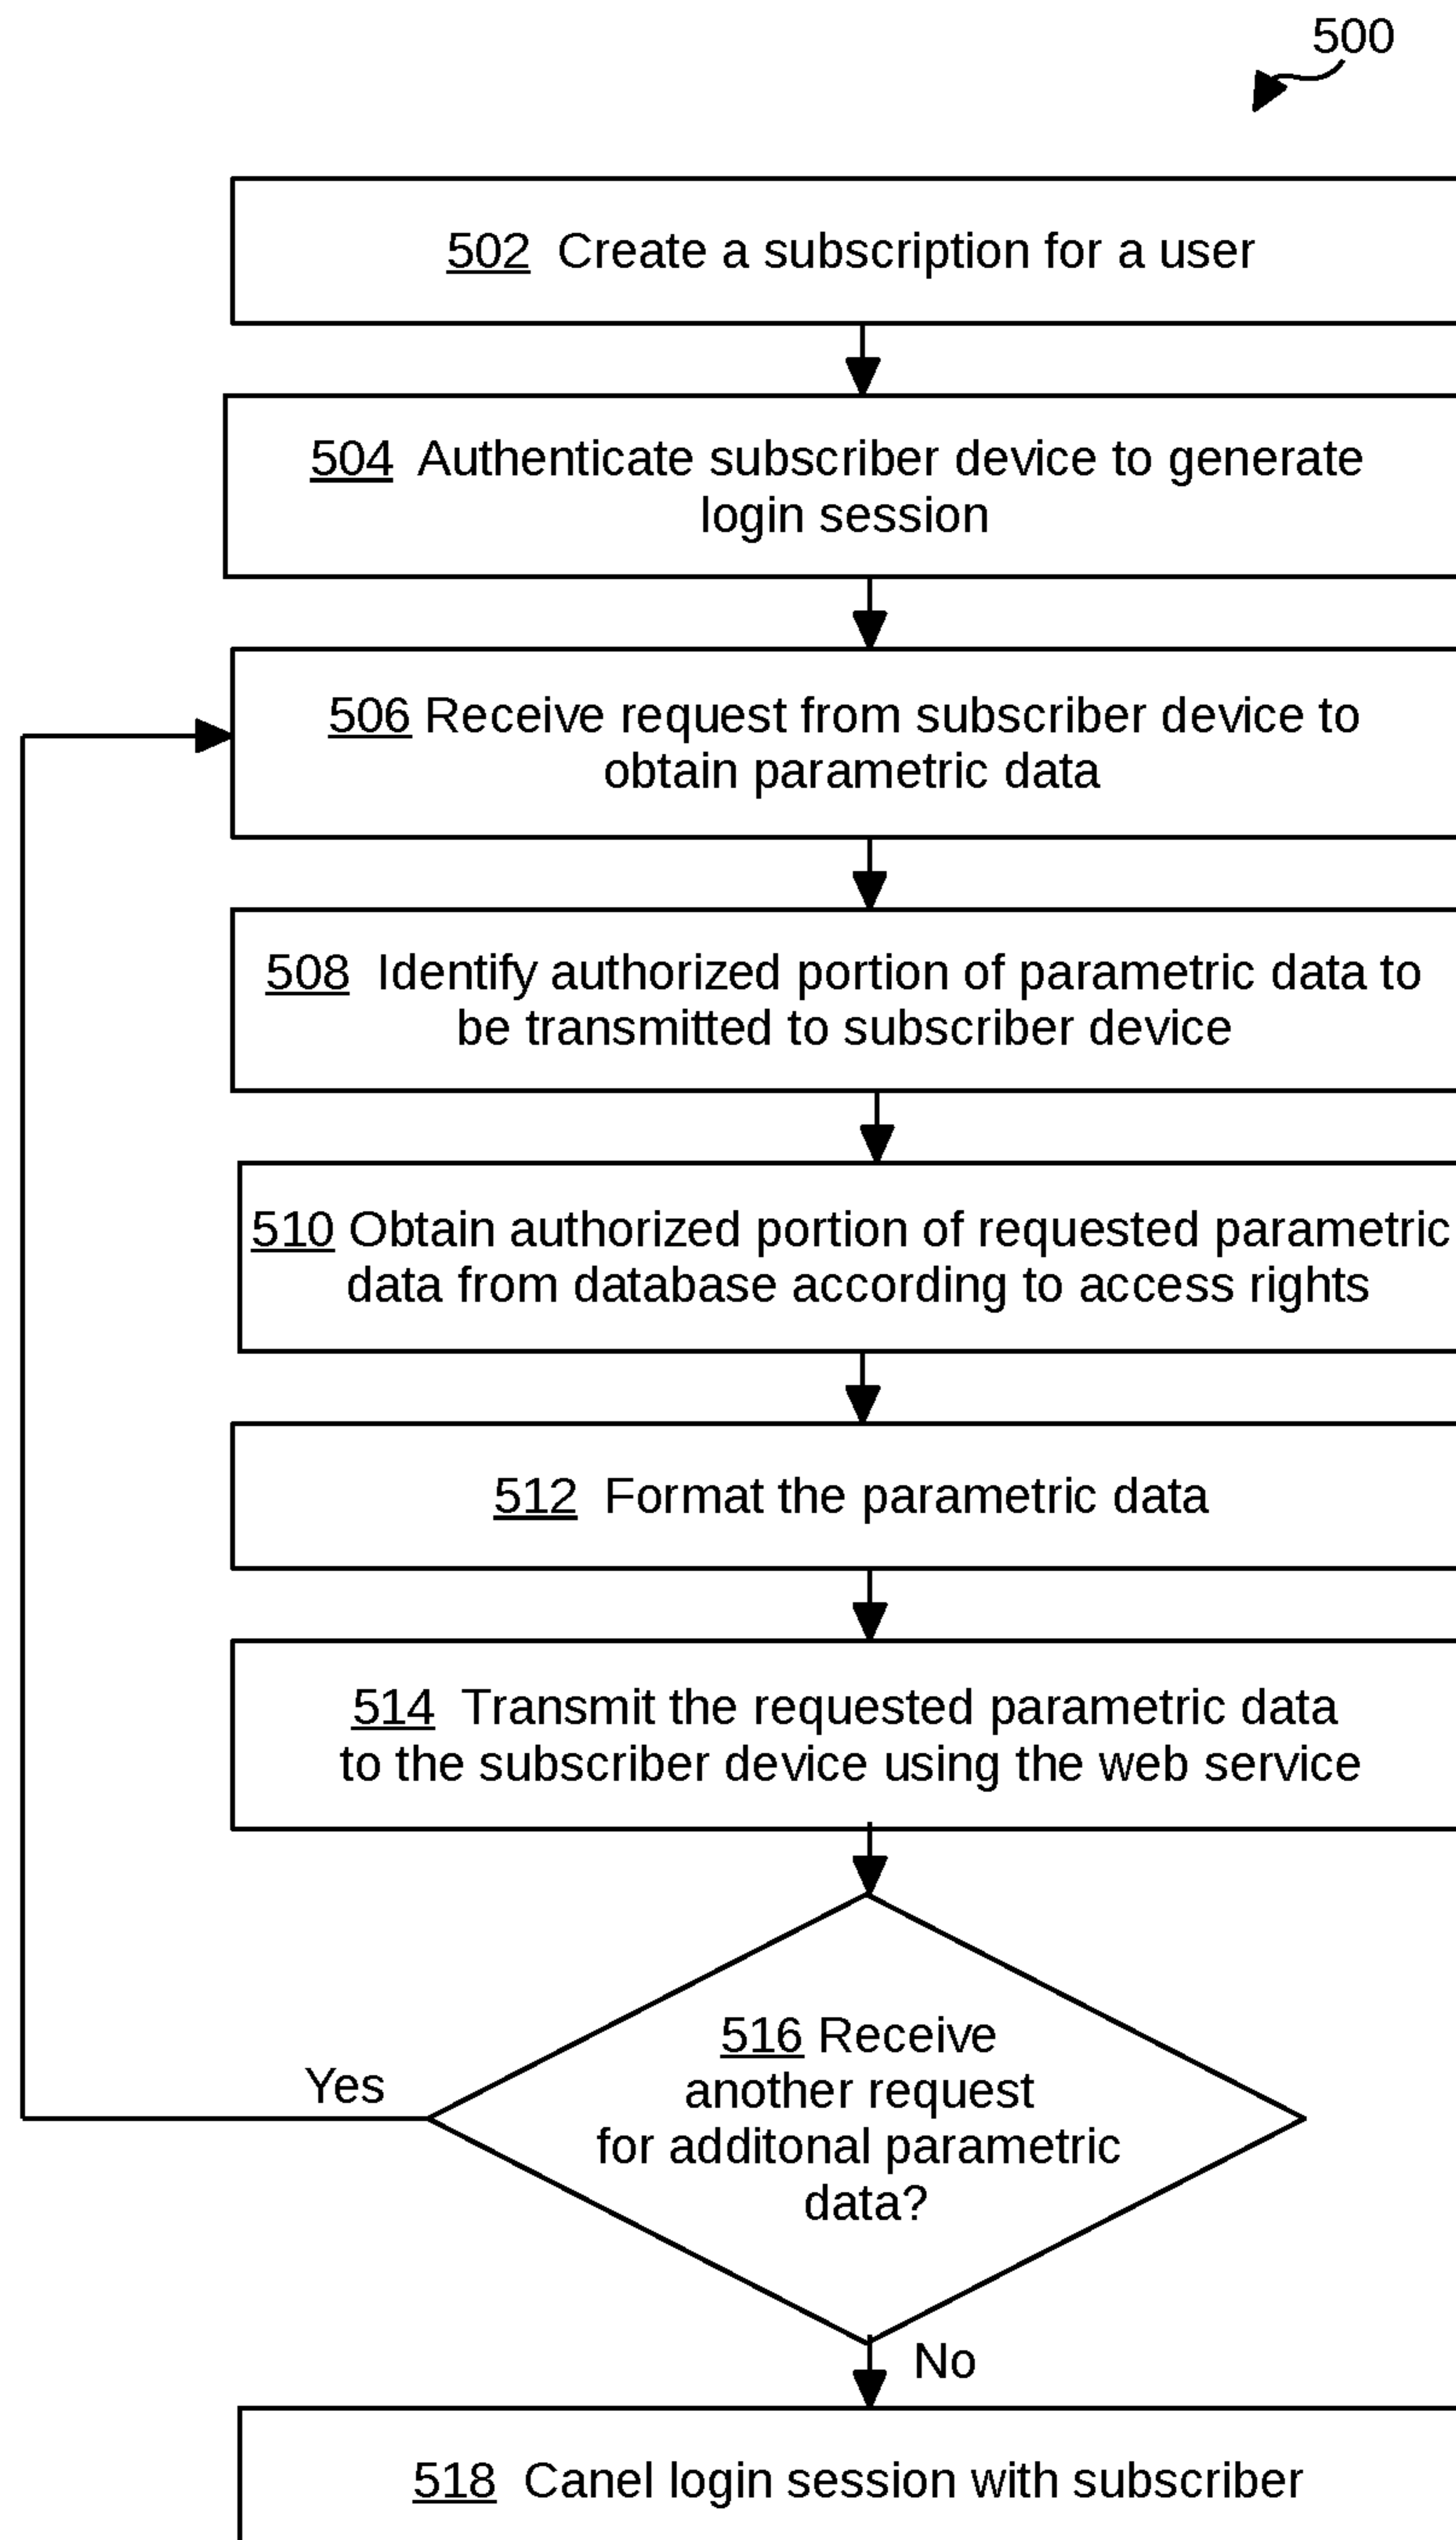 500
502 Create a subscription for a user
504 Authenticate subscriber device to generate
login session
506 Receive request from subscriber device to
obtain parametric data
508 Identify authorized portion of parametric data to
be transmitted to subscriber device
510 Obtain authorized portion of requested parametric
data from database according to access rights
512 Format the parametric data
514 Transmit the requested parametric data
to the subscriber device using the web service
516 Receive
another request
for additonal parametric
data?
Yes
No
518 Canel login session with subscriber